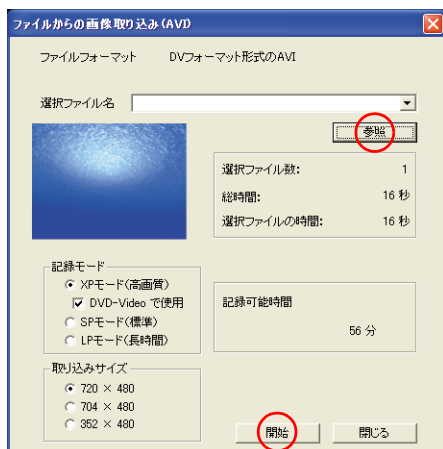 ファイルからの画像取り込み(AVI)
ファイルフォーマット DVフォーマット形式のAVI
選択ファイル名
参照
選択ファイル数: 1
総時間: 16 秒
選択ファイルの時間: 16 秒
記録モード
XPモード(高画質)
DVD-Video で使用
SPモード(標準)
LPモード(長時間)
記録可能時間
56 分
取り込みサイズ
720 × 480
704 × 480
352 × 480
開始 閉じる